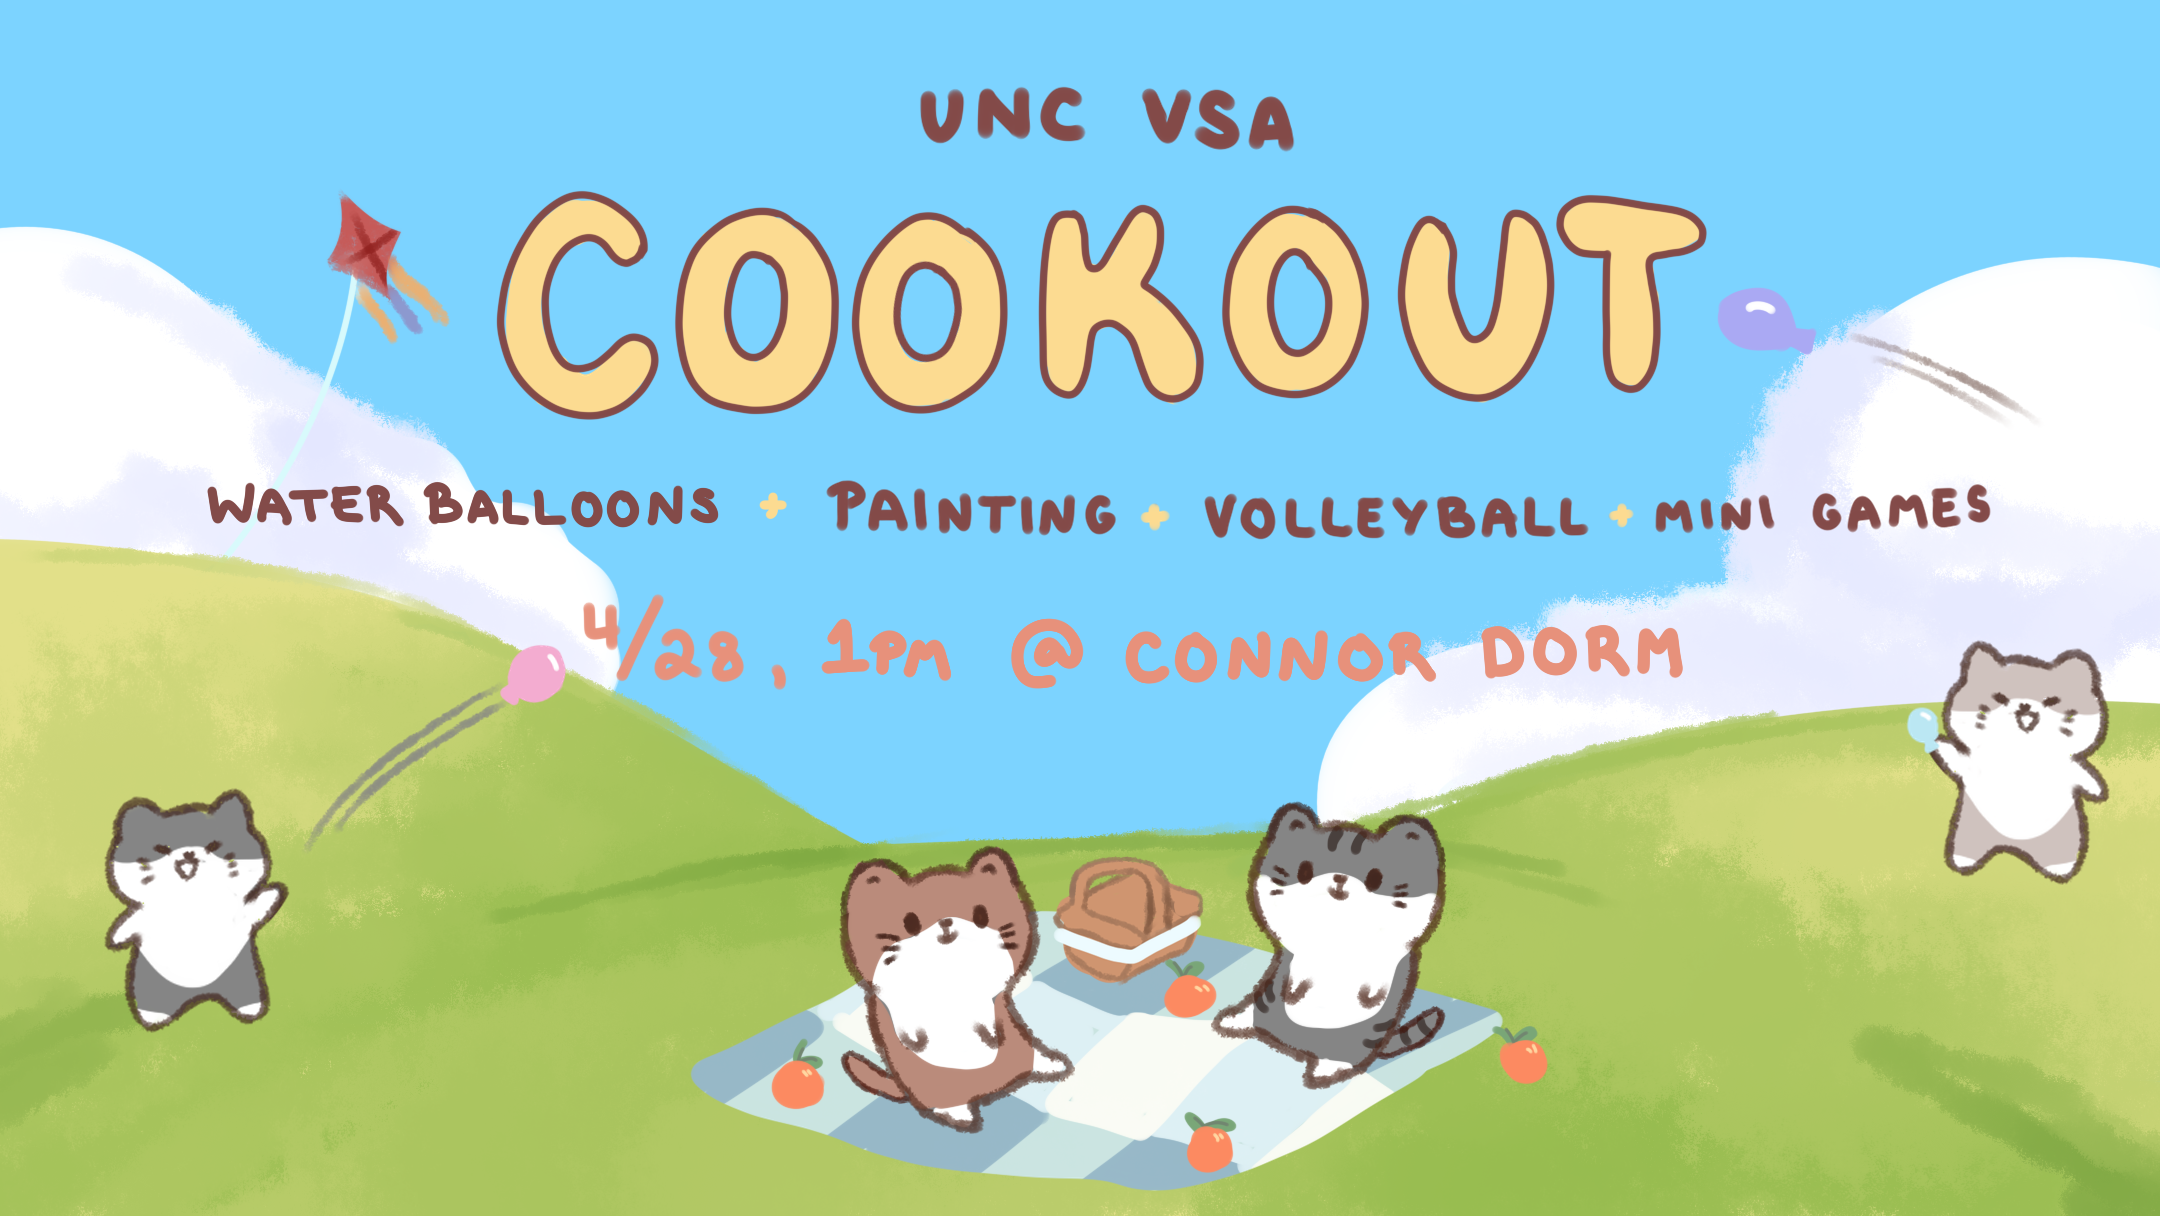 UNC VSA
COOKOUT
WATER BALLOONS + PAINTING + VOLLEYBALL + MINI GAMES
4/28, 1PM @ CONNOR DORM